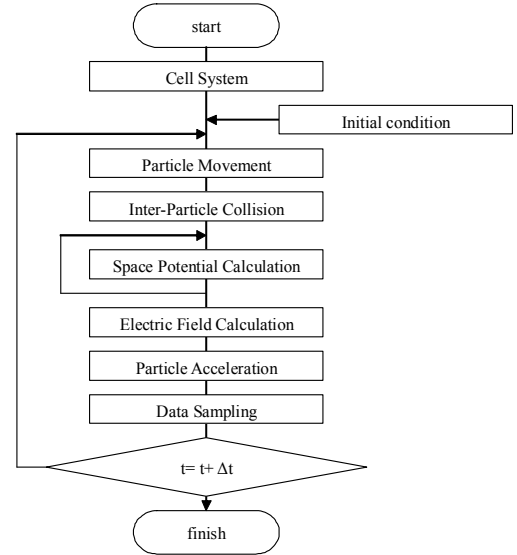 start
Cell System
Initial condition
Particle Movement
Inter-Particle Collision
Space Potential Calculation
Electric Field Calculation
Particle Acceleration
Data Sampling
t= t+ Δt
finish